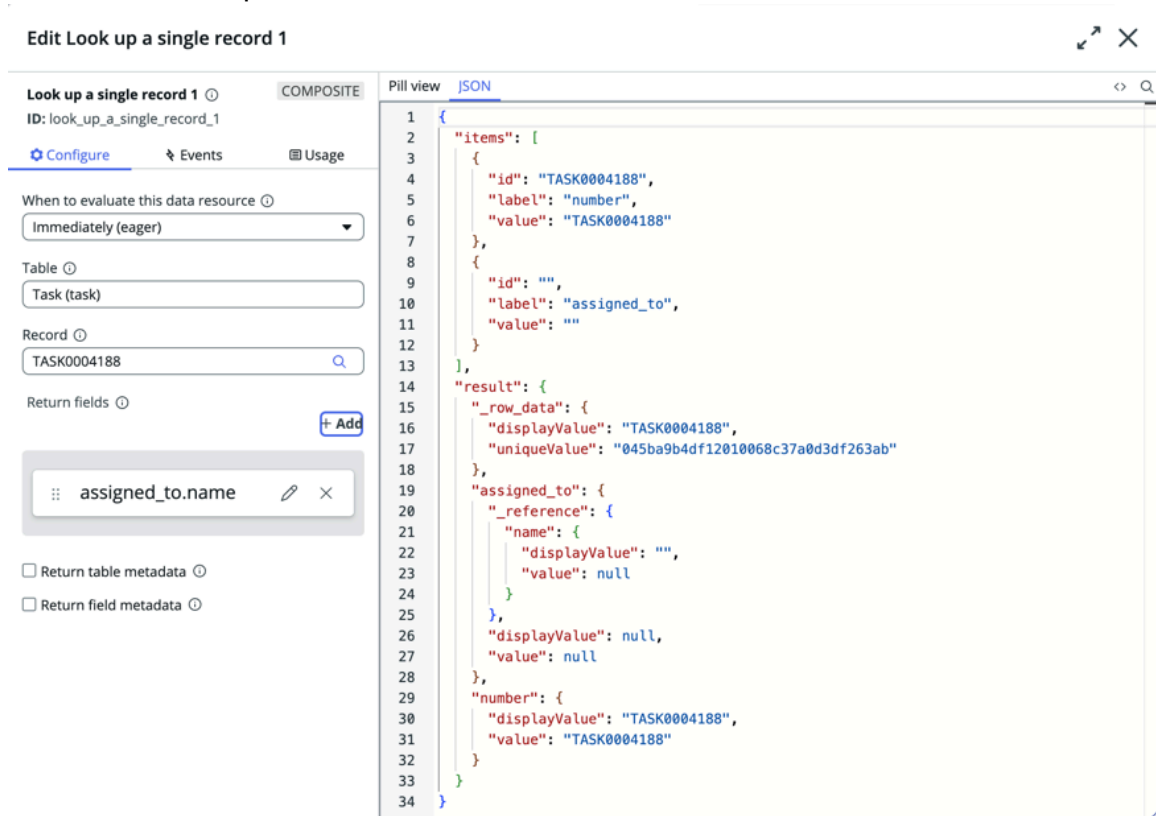 Edit Look up a single record 1
Look up a single record 1
COMPOSITE
ID: look_up_a_single_record_1
Configure
Events
Usage
When to evaluate this data resource
Immediately (eager)
Table
Task (task)
Record
TASK0004188
Return fields
+ Add
assigned_to.name
Return table metadata
Return field metadata
Pill view JSON
1 {
2 "items": [
3 {
4 "id": "TASK0004188",
5 "label": "number",
6 "value": "TASK0004188"
7 },
8 {
9 "id": "",
10 "label": "assigned_to",
11 "value": ""
12 }
13 ],
14 "result": {
15 "_row_data": {
16 "displayValue": "TASK0004188",
17 "uniqueValue": "045ba9b4df12010068c37a0d3df263ab"
18 },
19 "assigned_to": {
20 "_reference": {
21 "name": {
22 "displayValue": "",
23 "value": null
24 }
25 },
26 "displayValue": null,
27 "value": null
28 },
29 "number": {
30 "displayValue": "TASK0004188",
31 "value": "TASK0004188"
32 }
33 }
34 }